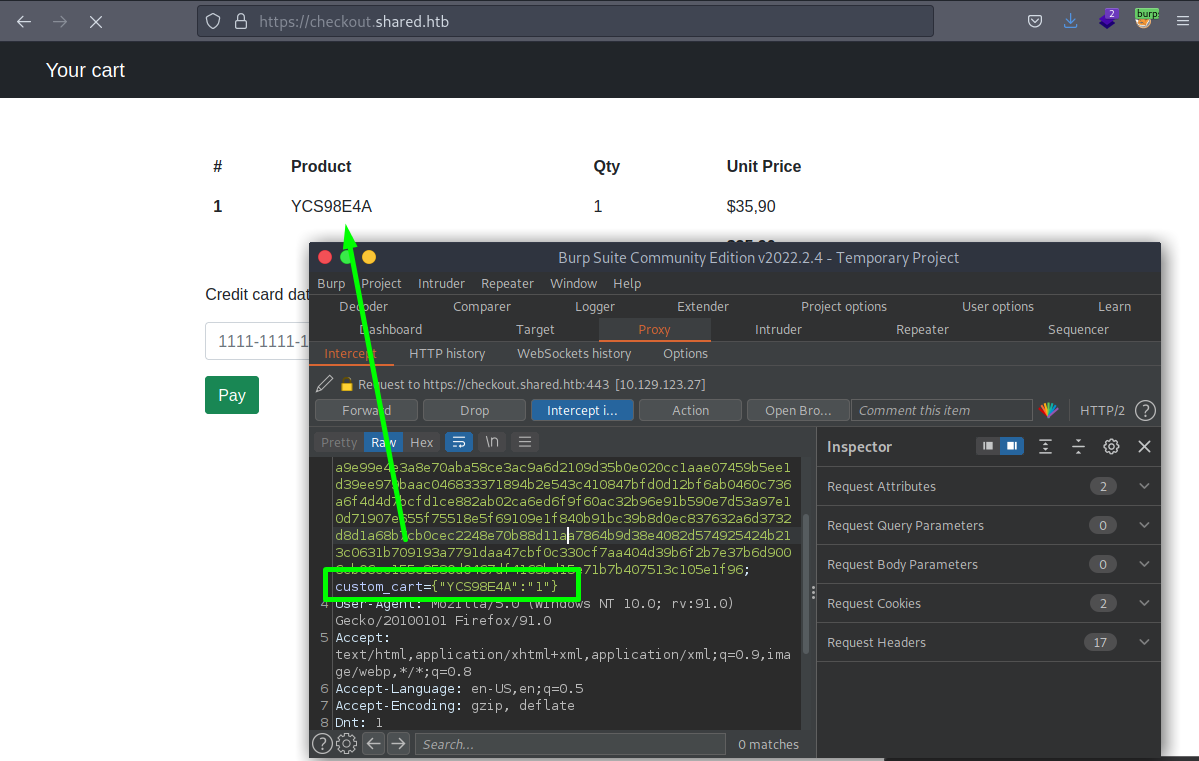 https://checkout.shared.htb
2
burp
Your cart
# Product Qty Unit Price
1 YCS98E4A 1 $35,90
Credit card dat
1111-1111-1
Pay
Burp Suite Community Edition v2022.2.4 - Temporary Project
Burp Project Intruder Repeater Window Help
Decoder Comparer Logger Extender Project options User options Learn
Dashboard Target Proxy Intruder Repeater Sequencer
Intercept HTTP history WebSockets history Options
Request to https://checkout.shared.htb:443 [10.129.123.27]
Forward Drop Intercept i... Action Open Bro... Comment this item HTTP/2 ?
Pretty Raw Hex \n
Inspector
Request Attributes 2
Request Query Parameters 0
Request Body Parameters 0
Request Cookies 2
Request Headers 17
custom_cart={"YCS98E4A":"1"}
4 User-Agent: Mozilla/5.0 (Windows NT 10.0; rv:91.0)
Gecko/20100101 Firefox/91.0
5 Accept:
text/html,application/xhtml+xml,application/xml;q=0.9,ima
ge/webp,*/*;q=0.8
6 Accept-Language: en-US,en;q=0.5
7 Accept-Encoding: gzip, deflate
8 Dnt: 1
? Search... 0 matches